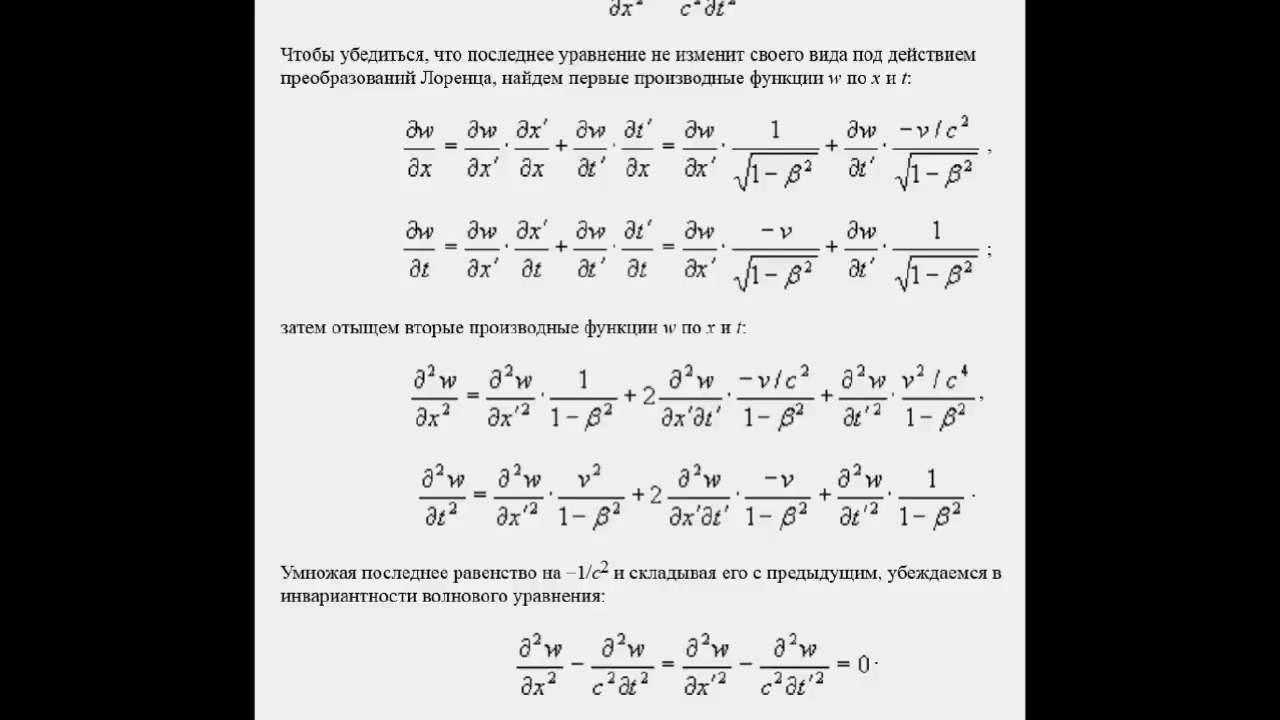 ∂x² c²∂t²
Чтобы убедиться, что последнее уравнение не изменит своего вида под действием
преобразований Лоренца, найдем первые производные функции w по x и t:
∂w/∂x = ∂w/∂x′ · ∂x′/∂x + ∂w/∂t′ · ∂t′/∂x = ∂w/∂x′ · 1/√(1 − β²) + ∂w/∂t′ · (−v/c²)/√(1 − β²) ,
∂w/∂t = ∂w/∂x′ · ∂x′/∂t + ∂w/∂t′ · ∂t′/∂t = ∂w/∂x′ · (−v)/√(1 − β²) + ∂w/∂t′ · 1/√(1 − β²) ;
затем отыщем вторые производные функции w по x и t:
∂²w/∂x² = ∂²w/∂x′² · 1/(1 − β²) + 2 ∂²w/∂x′∂t′ · (−v/c²)/(1 − β²) + ∂²w/∂t′² · (v²/c⁴)/(1 − β²) ,
∂²w/∂t² = ∂²w/∂x′² · v²/(1 − β²) + 2 ∂²w/∂x′∂t′ · (−v)/(1 − β²) + ∂²w/∂t′² · 1/(1 − β²) .
Умножая последнее равенство на –1/c² и складывая его с предыдущим, убеждаемся в
инвариантности волнового уравнения:
∂²w/∂x² − ∂²w/c²∂t² = ∂²w/∂x′² − ∂²w/c²∂t′² = 0 .